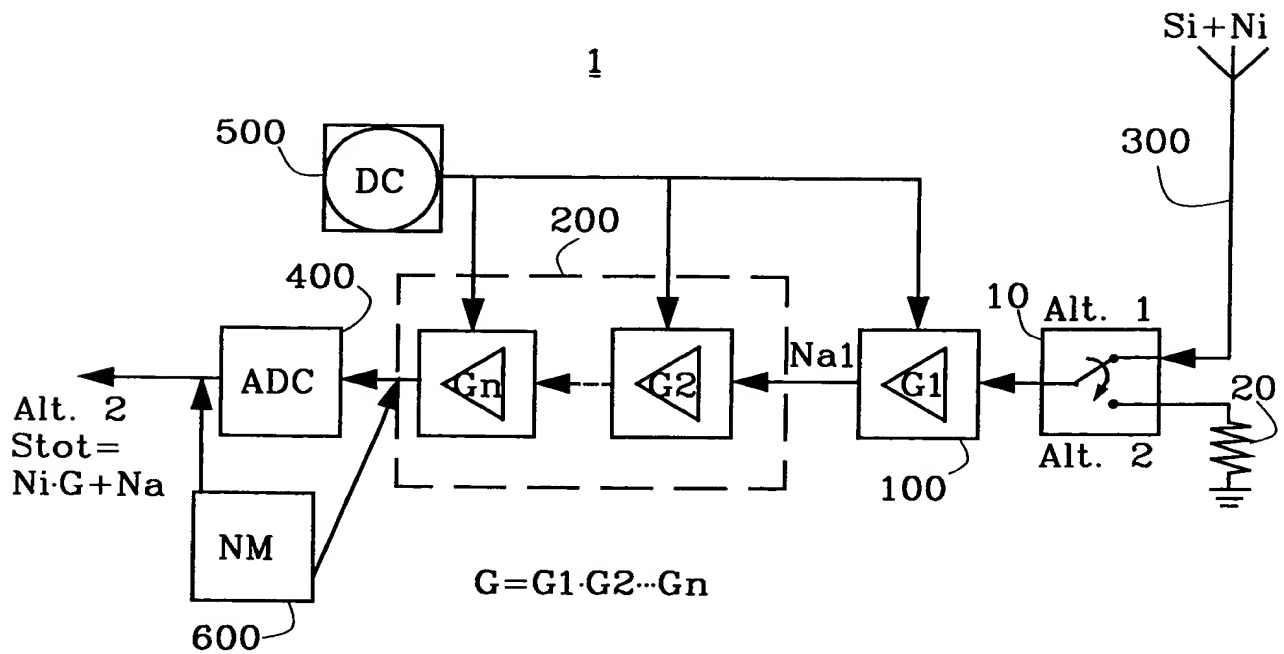 Si+Ni
1
500
DC
300
200
400
10
Alt. 1
ADC
Gn
G2
Na1
G1
20
Alt. 2
Stot=
Ni·G+Na
Alt. 2
100
NM
G=G1·G2···Gn
600